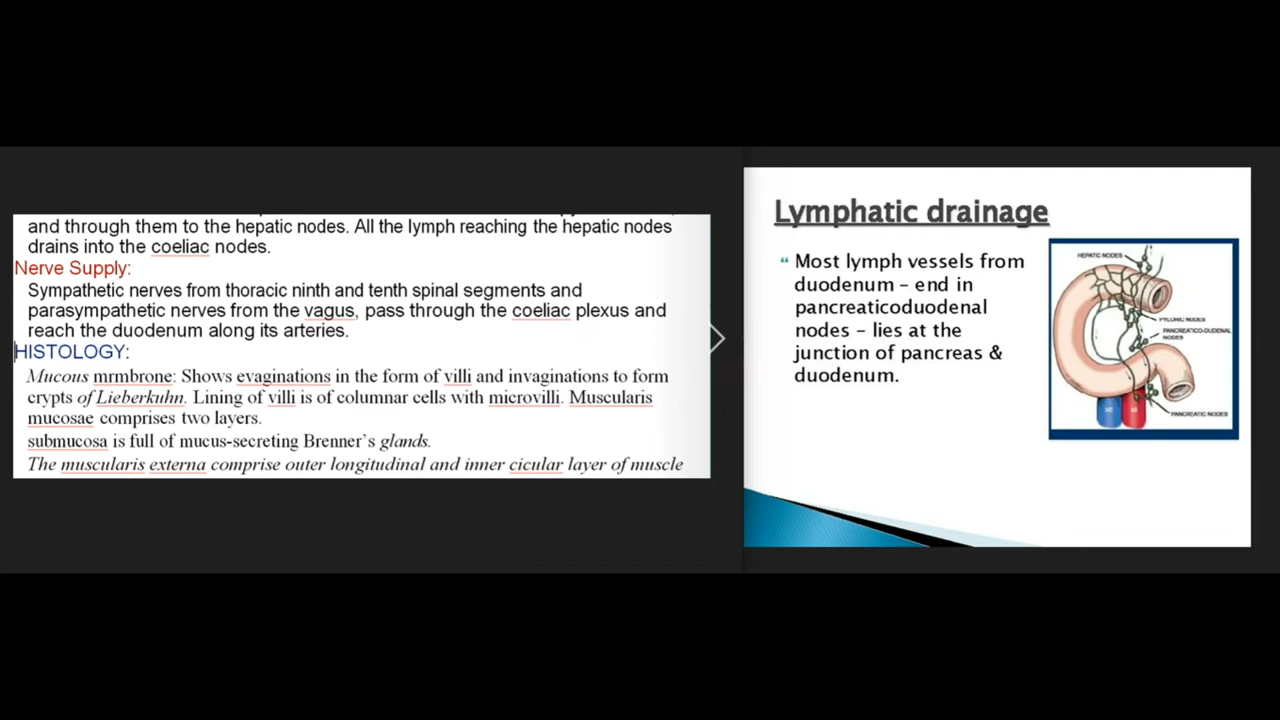 and through them to the hepatic nodes. All the lymph reaching the hepatic nodes
drains into the coeliac nodes.
Nerve Supply:
Sympathetic nerves from thoracic ninth and tenth spinal segments and
parasympathetic nerves from the vagus, pass through the coeliac plexus and
reach the duodenum along its arteries.
HISTOLOGY:
Mucous mrmbrone: Shows evaginations in the form of villi and invaginations to form
crypts of Lieberkuhn. Lining of villi is of columnar cells with microvilli. Muscularis
mucosae comprises two layers.
submucosa is full of mucus-secreting Brenner's glands.
The muscularis externa comprise outer longitudinal and inner cicular layer of muscle
Lymphatic drainage
Most lymph vessels from
duodenum – end in
pancreaticoduodenal
nodes – lies at the
junction of pancreas &
duodenum.
HEPATIC NODES
PYLORIC NODES
PANCREATICO-DUDENAL
NODES
PANCREATIC NODES